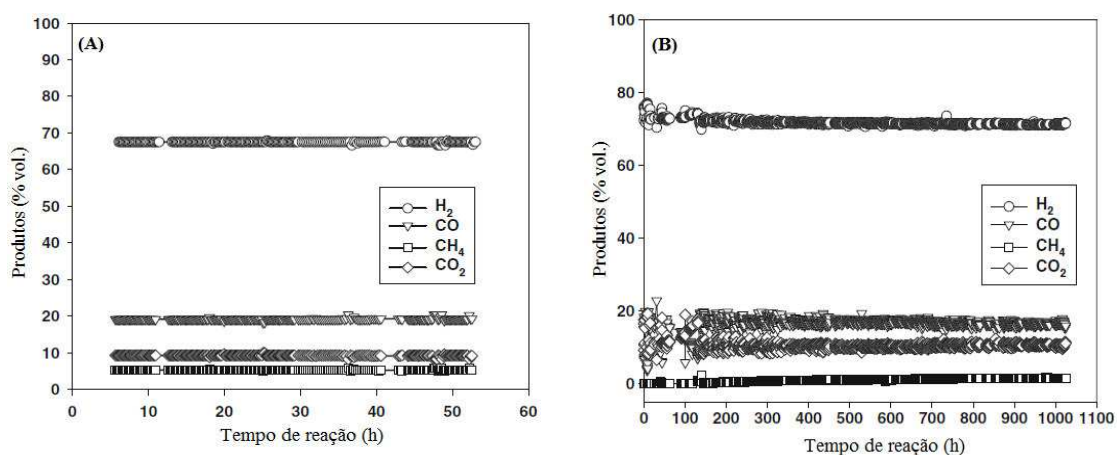 (A)
Produtos (% vol.)
100
90
80
70
60
50
40
30
20
10
0
H2
CO
CH4
CO2
0 10 20 30 40 50 60
Tempo de reação (h)
(B)
Produtos (% vol.)
100
80
60
40
20
0
H2
CO
CH4
CO2
0 100 200 300 400 500 600 700 800 900 1000 1100
Tempo de reação (h)